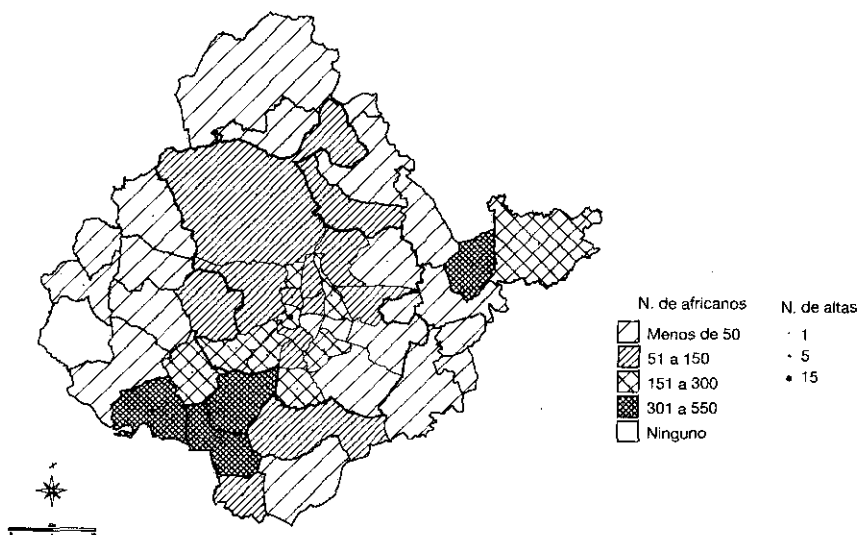 N. de africanos
Menos de 50
51 a 150
151 a 300
301 a 550
Ninguno
N. de altas
1
5
15